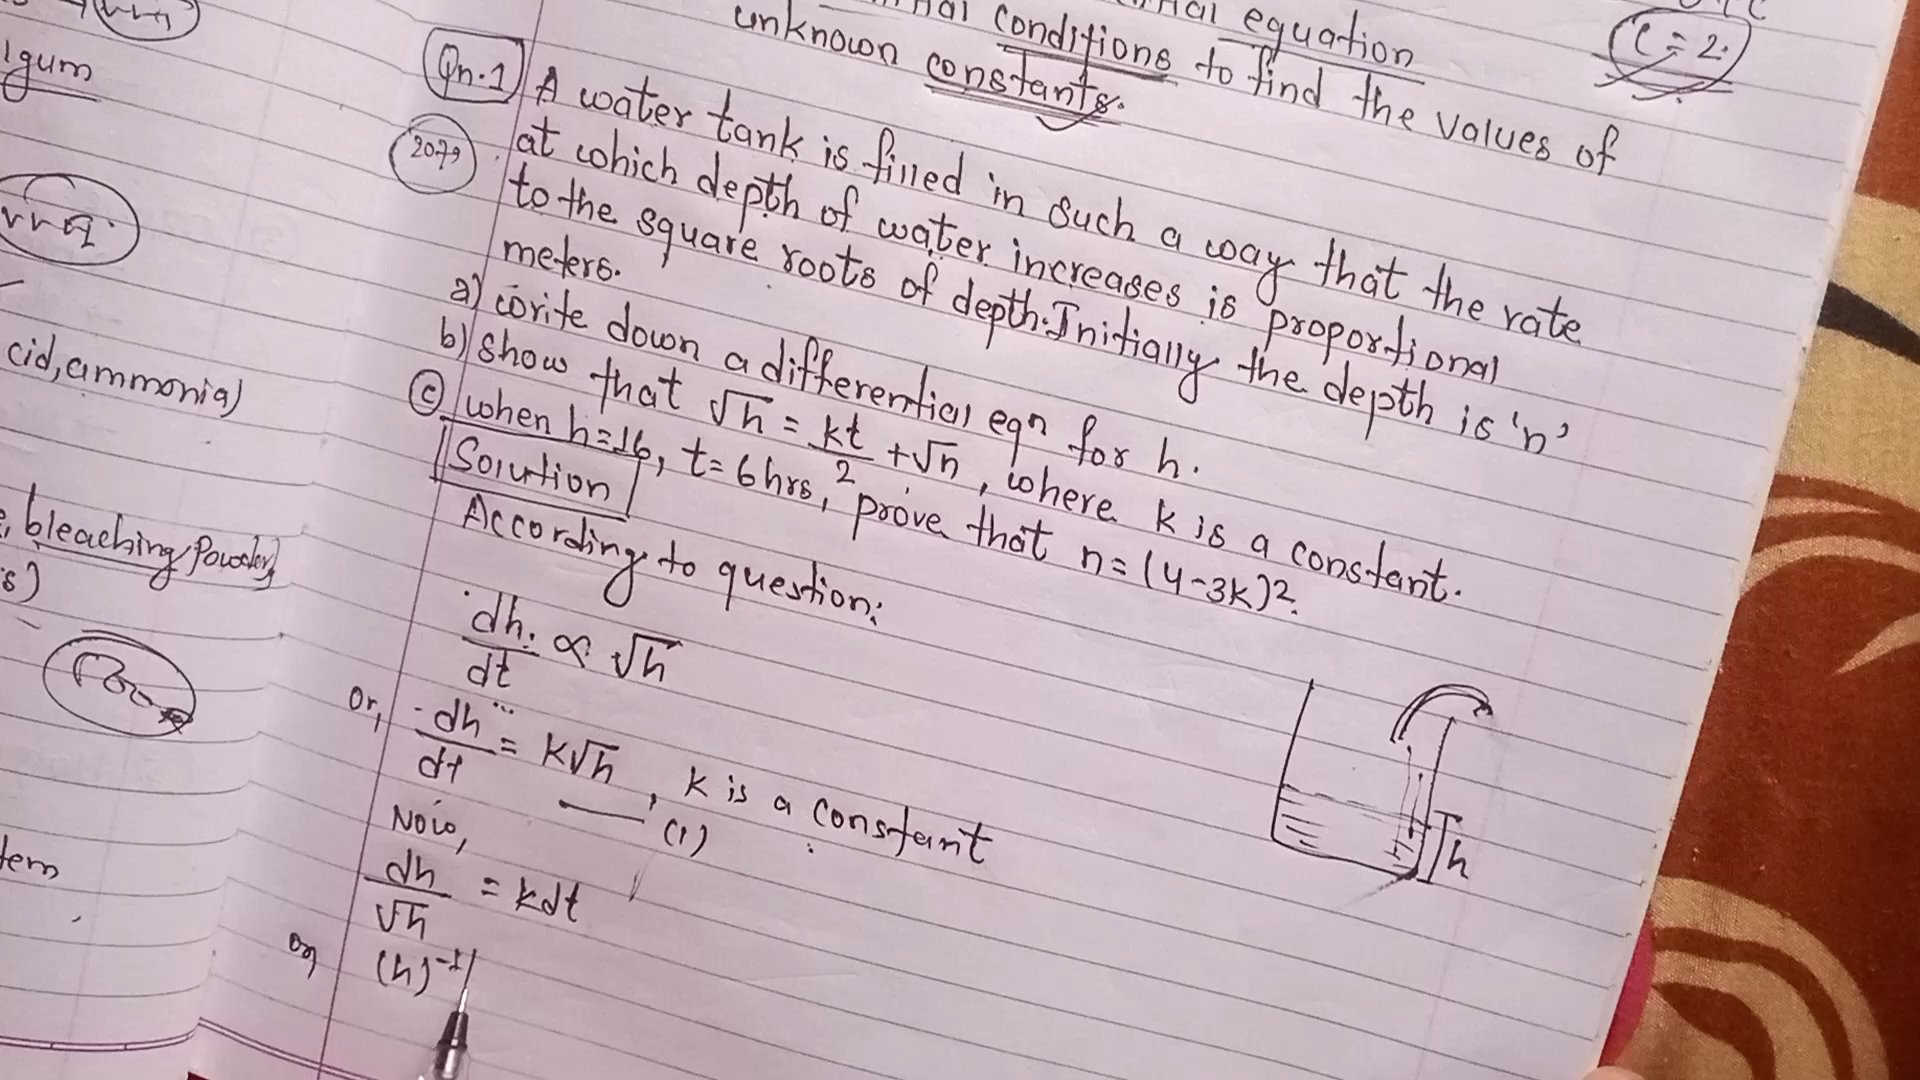 equation
conditions to find the values of
unknown constants.
C = 2.
Qn.1 A water tank is filled in such a way that the rate
2079 at which depth of water increases is proportional
to the square roots of depth. Initially the depth is 'n'
meters.
a) write down a differential eqn for h.
b) show that √h = kt/2 + √n, where k is a constant.
c) when h=16, t=6hrs, prove that n=(4-3k)2.
Solution
According to question:
dh/dt ∝ √h
or, dh/dt = k√h, k is a constant
(1)
Now,
dh/√h = kdt
or, (h)-1/
h
cid, ammonia)
bleaching Powder,